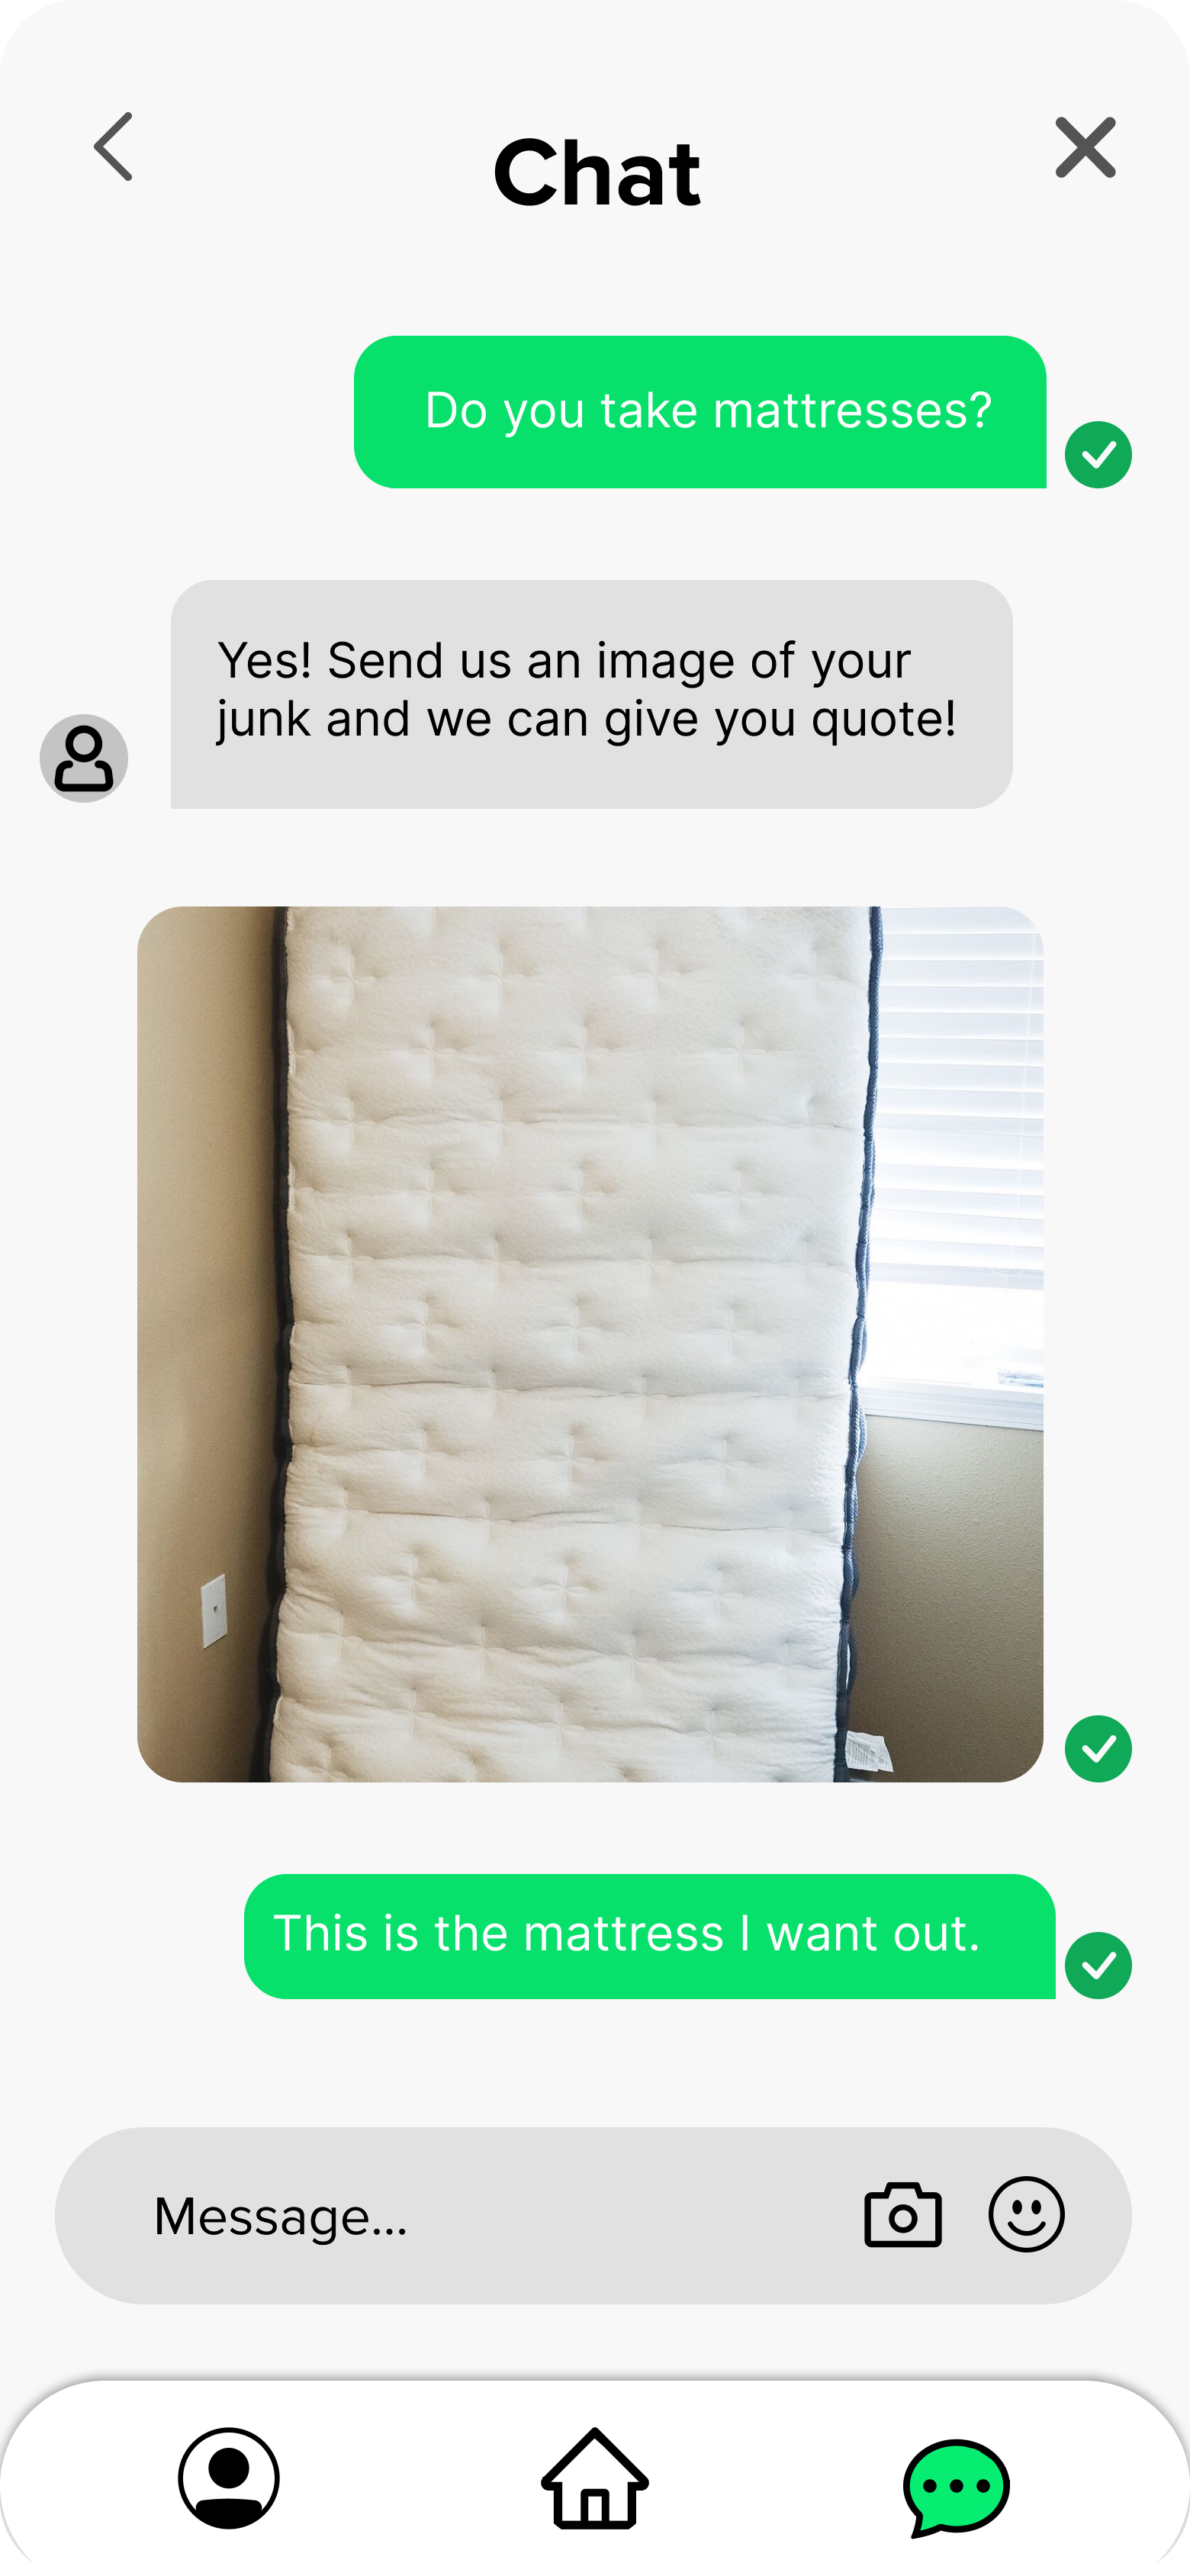 Chat
Do you take mattresses?
Yes! Send us an image of your
junk and we can give you quote!
This is the mattress I want out.
Message...